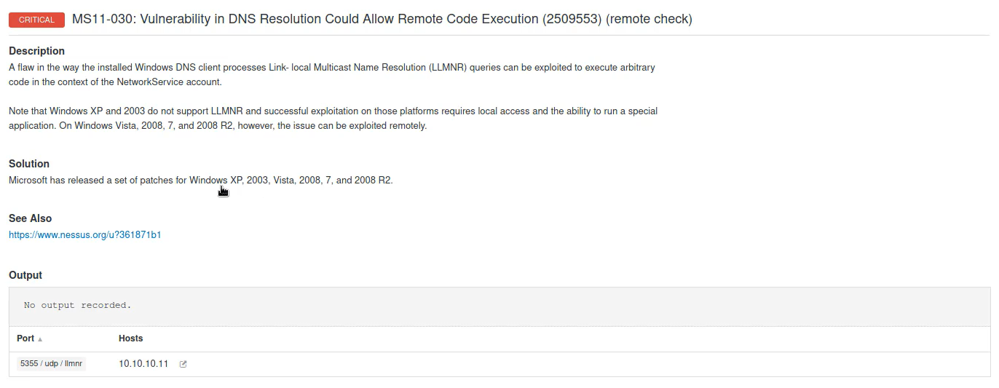 CRITICAL MS11-030: Vulnerability in DNS Resolution Could Allow Remote Code Execution (2509553) (remote check)
Description
A flaw in the way the installed Windows DNS client processes Link- local Multicast Name Resolution (LLMNR) queries can be exploited to execute arbitrary
code in the context of the NetworkService account.
Note that Windows XP and 2003 do not support LLMNR and successful exploitation on those platforms requires local access and the ability to run a special
application. On Windows Vista, 2008, 7, and 2008 R2, however, the issue can be exploited remotely.
Solution
Microsoft has released a set of patches for Windows XP, 2003, Vista, 2008, 7, and 2008 R2.
See Also
https://www.nessus.org/u?361871b1
Output
No output recorded.
Port ▲ Hosts
5355 / udp / llmnr 10.10.10.11